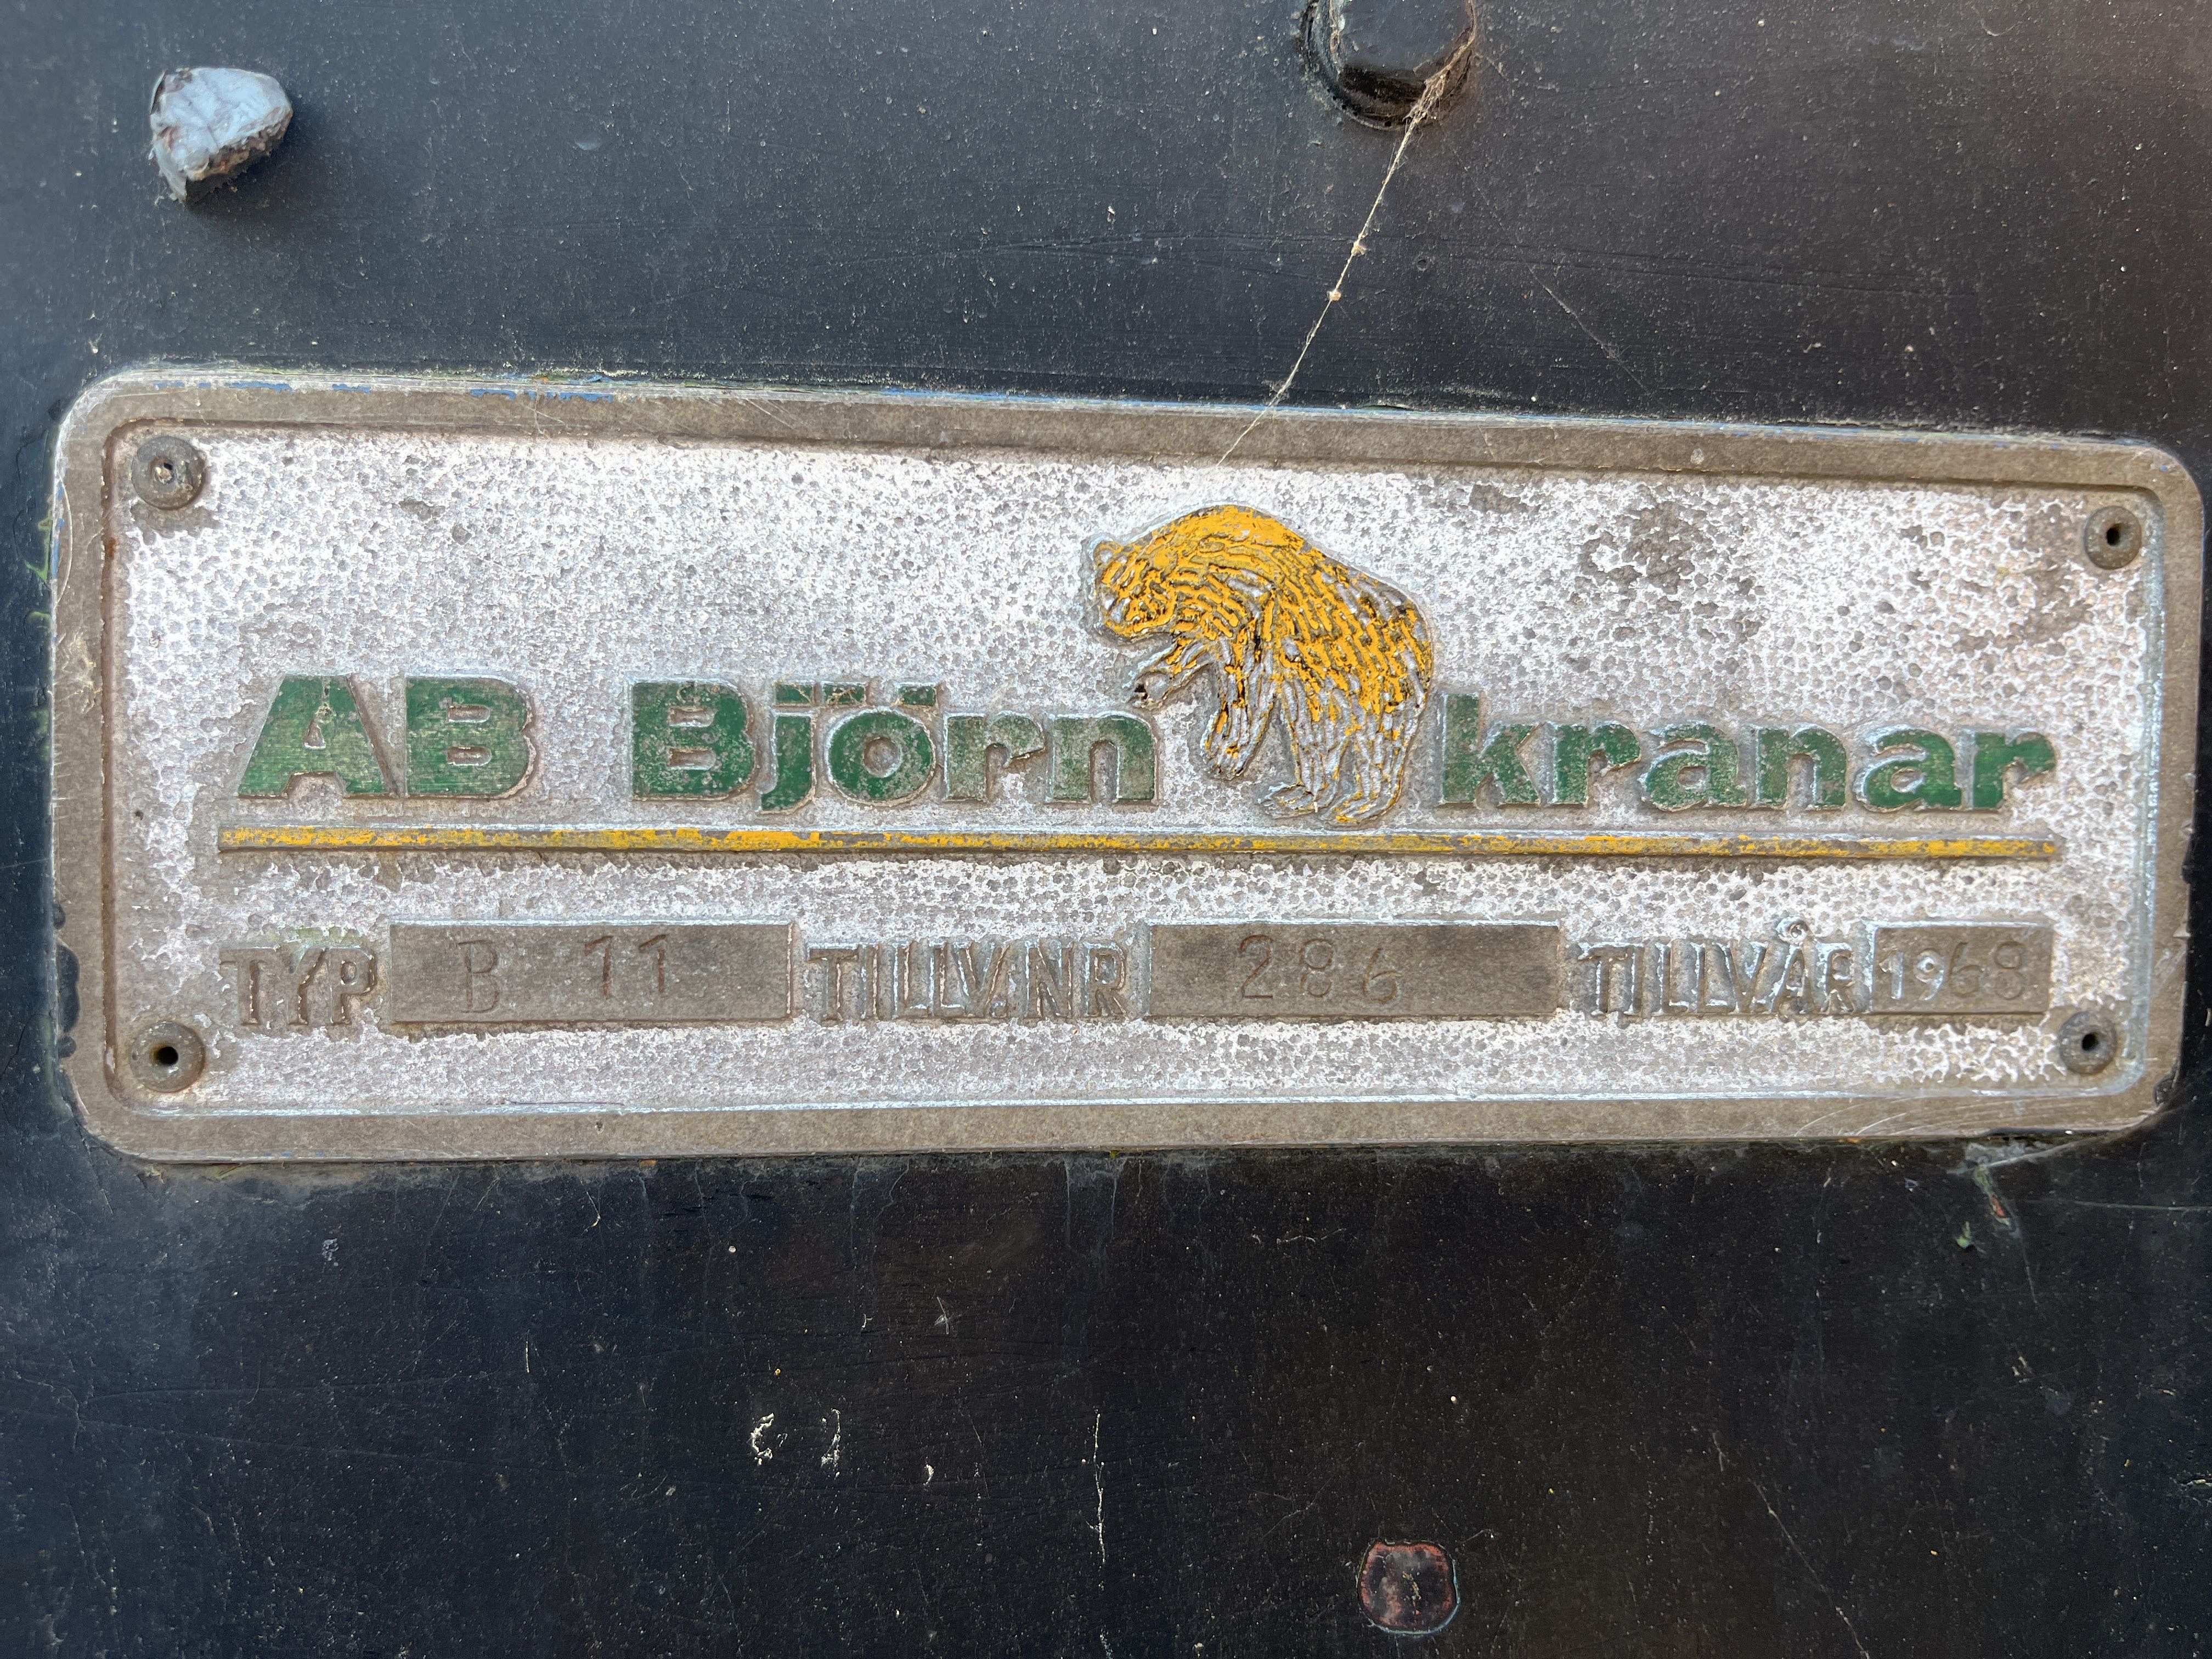 AB Björn kranar
TYP B 11 TILLV.NR 286 TILLV.ÅR 1968